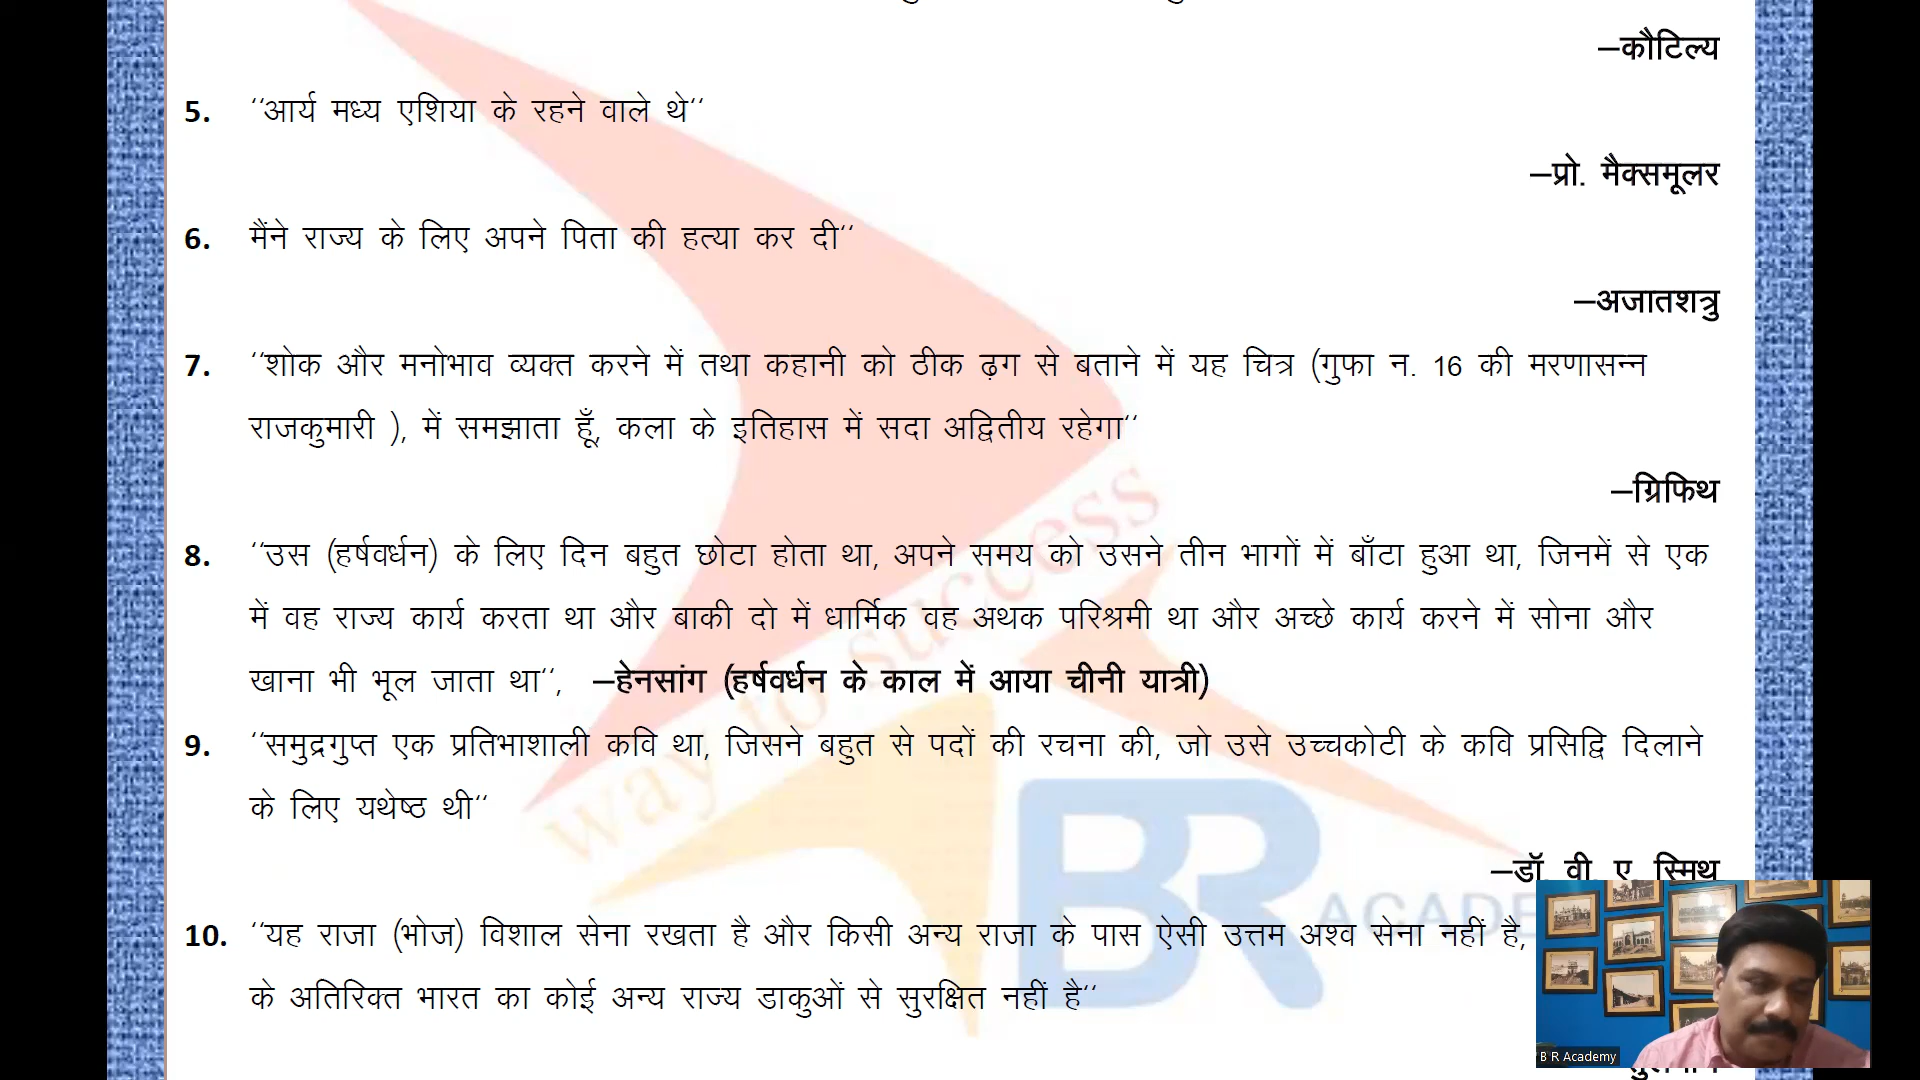 –कौटिल्य
5. ‘‘आर्य मध्य एशिया के रहने वाले थे‘‘
–प्रो. मैक्समूलर
6. मैंने राज्य के लिए अपने पिता की हत्या कर दी‘‘
–अजातशत्रु
7. ‘‘शोक और मनोभाव व्यक्त करने में तथा कहानी को ठीक ढ़ग से बताने में यह चित्र (गुफा न. 16 की मरणासन्न
राजकुमारी ), में समझाता हूँ, कला के इतिहास में सदा अद्वितीय रहेगा‘‘
–ग्रिफिथ
8. ‘‘उस (हर्षवर्धन) के लिए दिन बहुत छोटा होता था, अपने समय को उसने तीन भागों में बाँटा हुआ था, जिनमें से एक
में वह राज्य कार्य करता था और बाकी दो में धार्मिक वह अथक परिश्रमी था और अच्छे कार्य करने में सोना और
खाना भी भूल जाता था‘‘, –हेनसांग (हर्षवर्धन के काल में आया चीनी यात्री)
9. ‘‘समुद्रगुप्त एक प्रतिभाशाली कवि था, जिसने बहुत से पदों की रचना की, जो उसे उच्चकोटी के कवि प्रसिद्वि दिलाने
के लिए यथेष्ठ थी‘‘
–डॉ. वी. ए. स्मिथ
10. ‘‘यह राजा (भोज) विशाल सेना रखता है और किसी अन्य राजा के पास ऐसी उत्तम अश्व सेना नहीं है,
के अतिरिक्त भारत का कोई अन्य राज्य डाकुओं से सुरक्षित नहीं है‘‘
way to success
BR
B R Academy